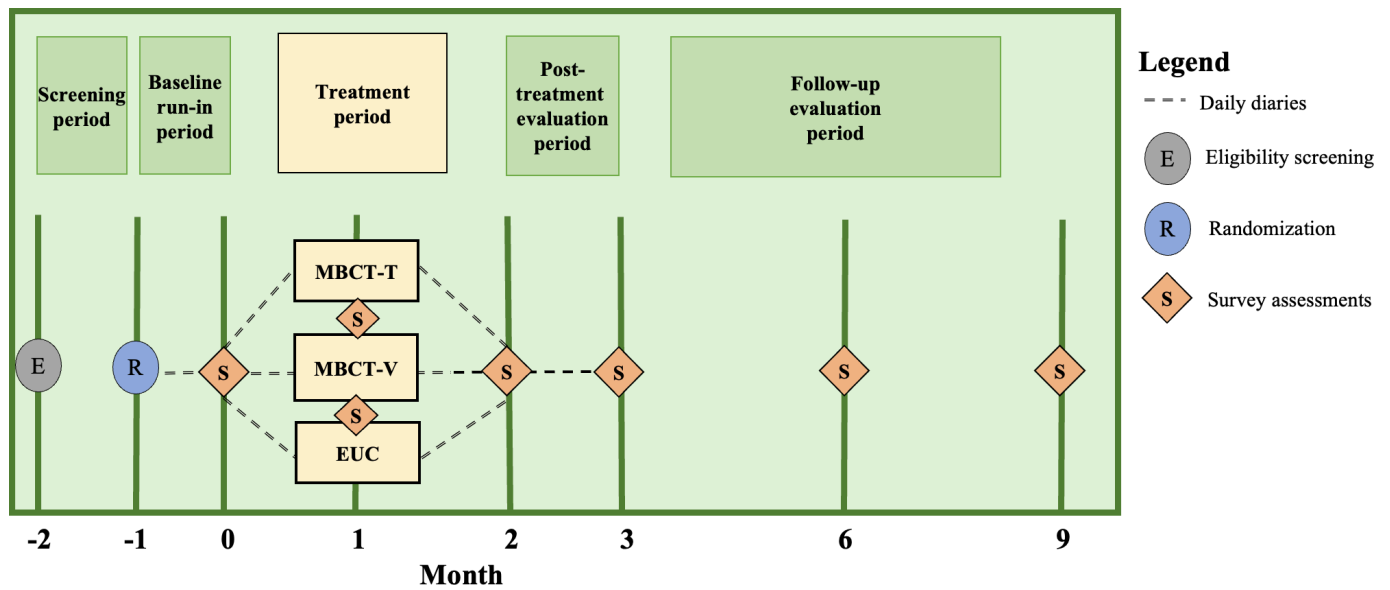 Screening
period
Baseline
run-in
period
Treatment
period
Post-
treatment
evaluation
period
Follow-up
evaluation
period
Legend
Daily diaries
E
Eligibility screening
R
Randomization
S
Survey assessments
MBCT-T
S
E
R
S
MBCT-V
S
S
S
S
S
EUC
-2
-1
0
1
2
3
6
9
Month